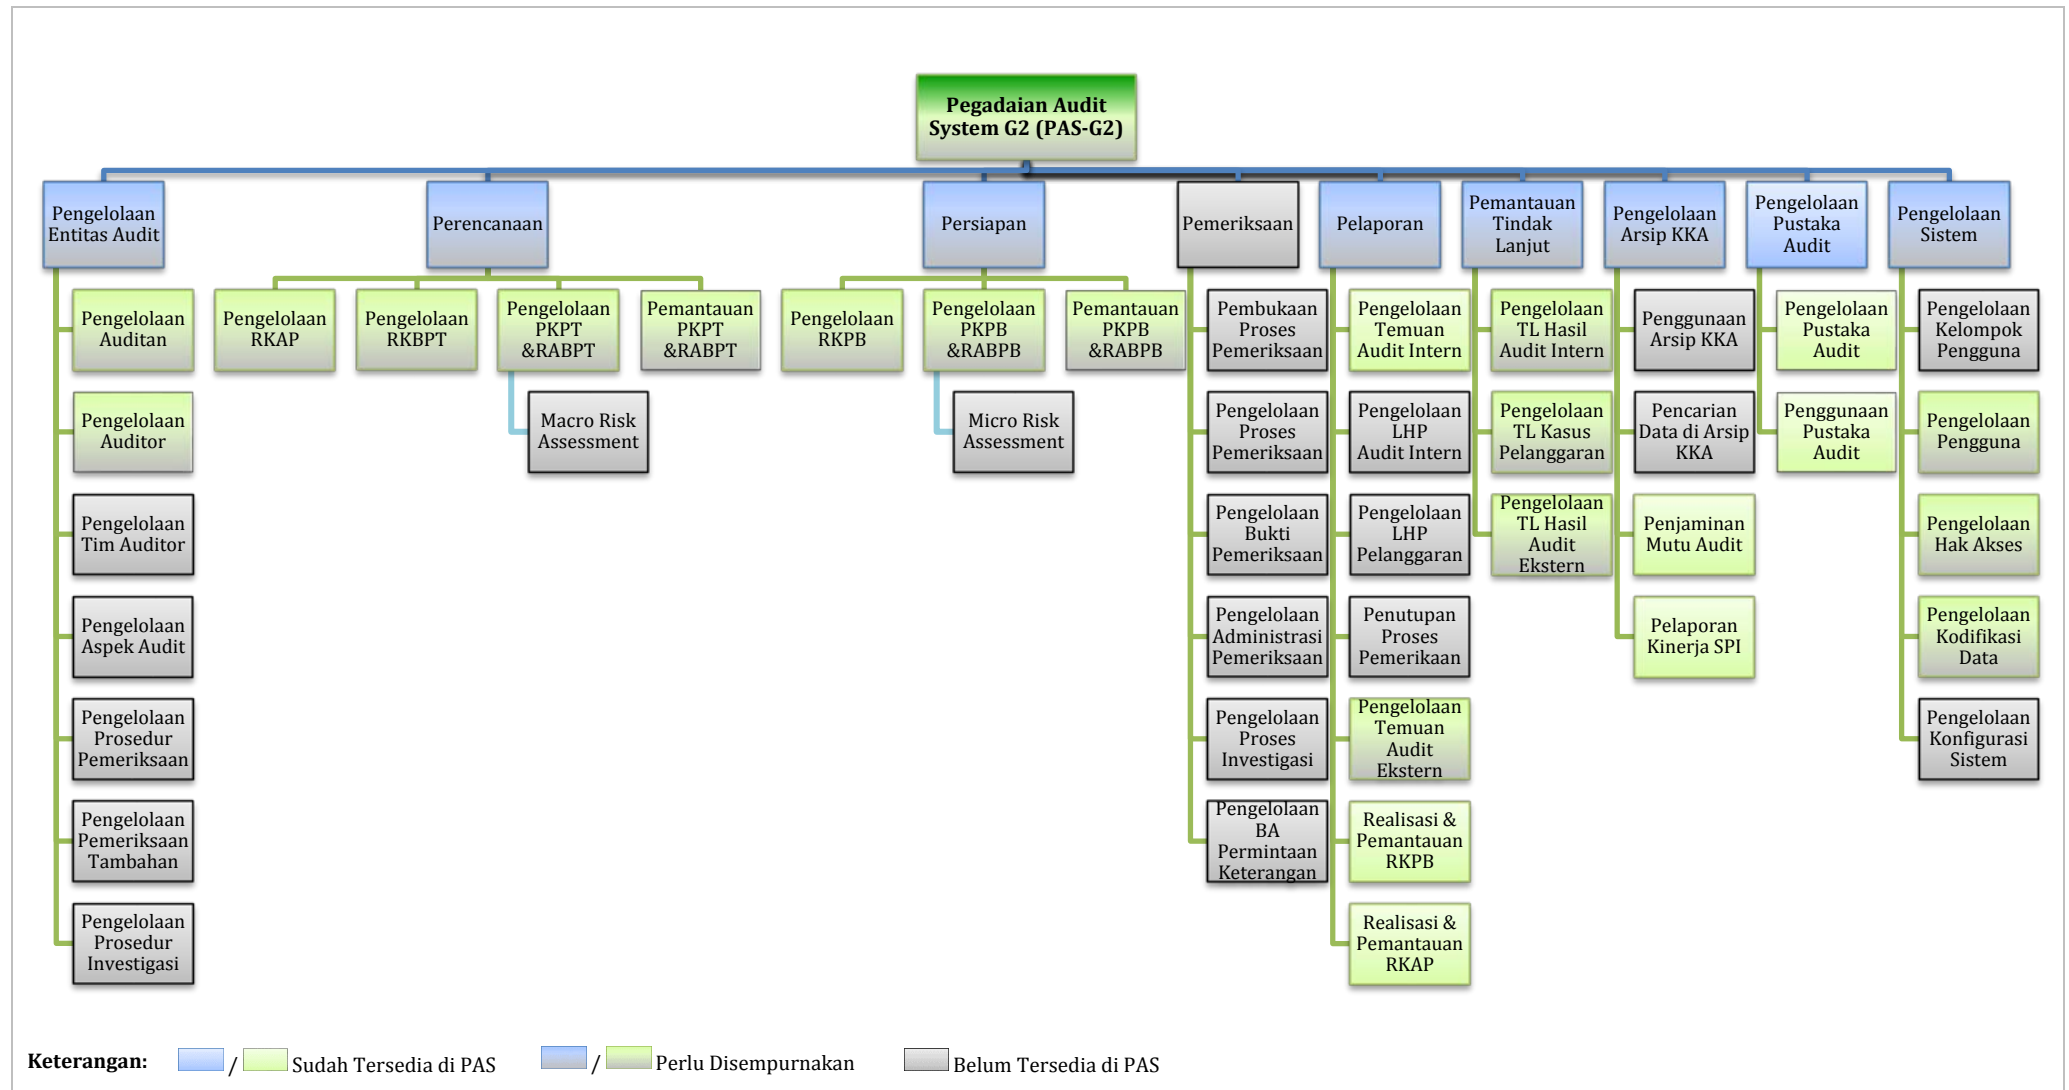 Pegadaian Audit
System G2 (PAS-G2)
Pengelolaan
Entitas Audit
Perencanaan
Persiapan
Pemeriksaan
Pelaporan
Pemantauan
Tindak
Lanjut
Pengelolaan
Arsip KKA
Pengelolaan
Pustaka
Audit
Pengelolaan
Sistem
Pengelolaan
Auditan
Pengelolaan
Auditor
Pengelolaan
Tim Auditor
Pengelolaan
Aspek Audit
Pengelolaan
Prosedur
Pemeriksaan
Pengelolaan
Pemeriksaan
Tambahan
Pengelolaan
Prosedur
Investigasi
Pengelolaan
RKAP
Pengelolaan
RKBPT
Pengelolaan
PKPT
&RABPT
Macro Risk
Assessment
Pemantauan
PKPT
&RABPT
Pengelolaan
RKPB
Pengelolaan
PKPB
&RABPB
Micro Risk
Assessment
Pemantauan
PKPB
&RABPB
Pembukaan
Proses
Pemeriksaan
Pengelolaan
Proses
Pemeriksaan
Pengelolaan
Bukti
Pemeriksaan
Pengelolaan
Administrasi
Pemeriksaan
Pengelolaan
Proses
Investigasi
Pengelolaan
BA
Permintaan
Keterangan
Pengelolaan
Temuan
Audit Intern
Pengelolaan
LHP
Audit Intern
Pengelolaan
LHP
Pelanggaran
Penutupan
Proses
Pemerikaan
Pengelolaan
Temuan
Audit
Ekstern
Realisasi &
Pemantauan
RKPB
Realisasi &
Pemantauan
RKAP
Pengelolaan
TL Hasil
Audit Intern
Pengelolaan
TL Kasus
Pelanggaran
Pengelolaan
TL Hasil
Audit
Ekstern
Penggunaan
Arsip KKA
Pencarian
Data di Arsip
KKA
Penjaminan
Mutu Audit
Pelaporan
Kinerja SPI
Pengelolaan
Pustaka
Audit
Penggunaan
Pustaka
Audit
Pengelolaan
Kelompok
Pengguna
Pengelolaan
Pengguna
Pengelolaan
Hak Akses
Pengelolaan
Kodifikasi
Data
Pengelolaan
Konfigurasi
Sistem
Keterangan: / Sudah Tersedia di PAS / Perlu Disempurnakan Belum Tersedia di PAS